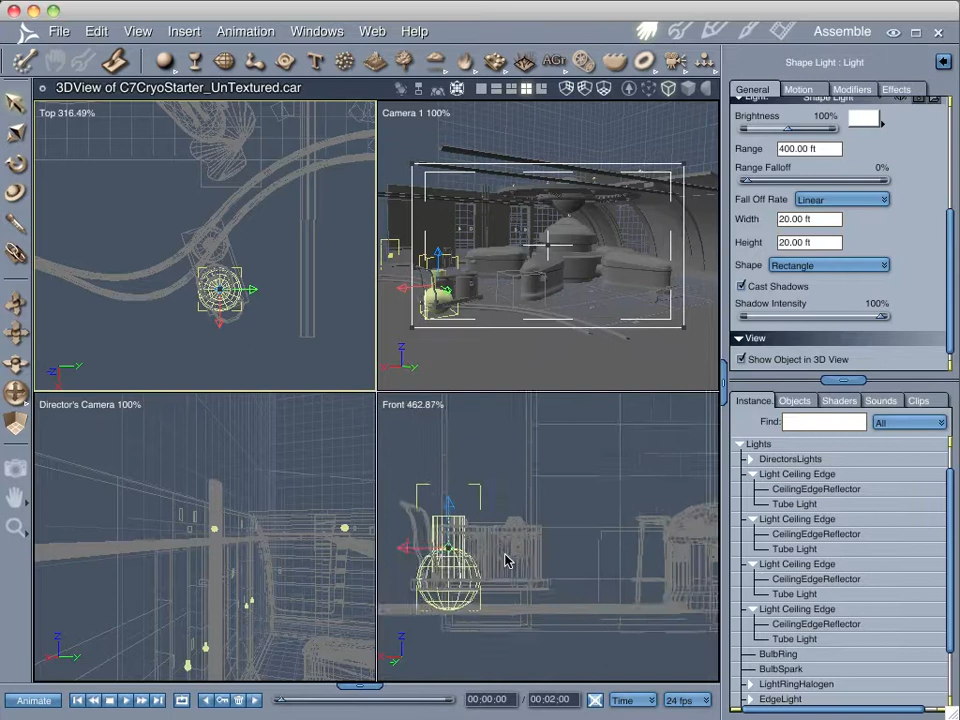 File Edit View Insert Animation Windows Web Help Assemble
Shape Light : Light
AGr
3DView of C7CryoStarter_UnTextured.car
General Motion Modifiers Effects
Top 316.49%
Camera 1 100%
Light: Shape Light
Brightness 100%
Range 400.00 ft
Range Falloff 0%
Fall Off Rate Linear
Width 20.00 ft
Height 20.00 ft
Shape Rectangle
Cast Shadows
Shadow Intensity 100%
View
Show Object in 3D View
Z
Y
Z
Y
Director's Camera 100%
Front 462.87%
Instance Objects Shaders Sounds Clips
Find: All
Lights
DirectorsLights
Light Ceiling Edge
CeilingEdgeReflector
Tube Light
Light Ceiling Edge
CeilingEdgeReflector
Tube Light
Light Ceiling Edge
CeilingEdgeReflector
Tube Light
Light Ceiling Edge
CeilingEdgeReflector
Tube Light
BulbRing
BulbSpark
LightRingHalogen
EdgeLight
Z
Y
Z
Y
Animate 00:00:00 / 00:02:00 Time 24 fps